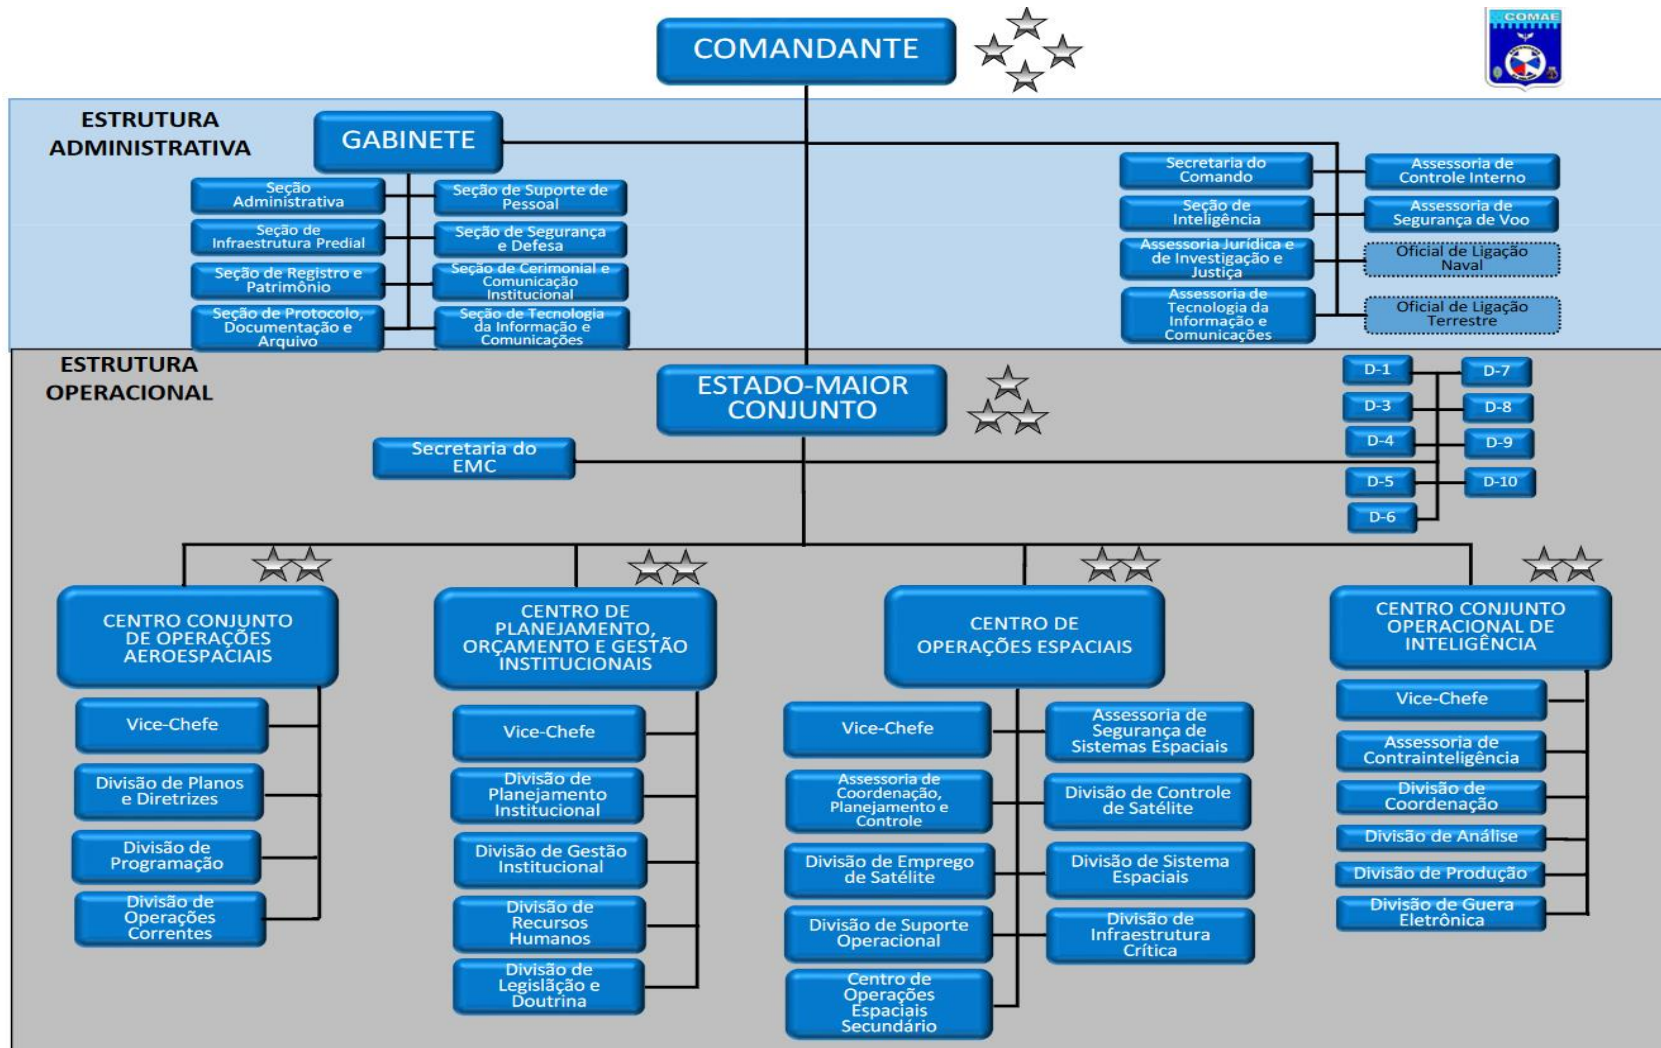 COMANDANTE
COMAE
ESTRUTURA
ADMINISTRATIVA
GABINETE
Seção
Administrativa
Seção de Suporte de
Pessoal
Seção de
Infraestrutura Predial
Seção de Segurança
e Defesa
Seção de Registro e
Patrimônio
Seção de Cerimonial e
Comunicação
Institucional
Seção de Protocolo,
Documentação e
Arquivo
Seção de Tecnologia
da Informação e
Comunicações
Secretaria do
Comando
Assessoria de
Controle Interno
Seção de
Inteligência
Assessoria de
Segurança de Voo
Assessoria Jurídica e
de Investigação e
Justiça
Oficial de Ligação
Naval
Assessoria de
Tecnologia da
Informação e
Comunicações
Oficial de Ligação
Terrestre
ESTRUTURA
OPERACIONAL
ESTADO-MAIOR
CONJUNTO
Secretaria do
EMC
D-1
D-7
D-3
D-8
D-4
D-9
D-5
D-10
D-6
CENTRO CONJUNTO
DE OPERAÇÕES
AEROESPACIAIS
Vice-Chefe
Divisão de Planos
e Diretrizes
Divisão de
Programação
Divisão de
Operações
Correntes
CENTRO DE
PLANEJAMENTO,
ORÇAMENTO E GESTÃO
INSTITUCIONAIS
Vice-Chefe
Divisão de
Planejamento
Institucional
Divisão de Gestão
Institucional
Divisão de
Recursos
Humanos
Divisão de
Legislãção e
Doutrina
CENTRO DE
OPERAÇÕES ESPACIAIS
Vice-Chefe
Assessoria de
Segurança de
Sistemas Espaciais
Assessoria de
Coordenação,
Planejamento e
Controle
Divisão de Controle
de Satélite
Divisão de Emprego
de Satélite
Divisão de Sistema
Espaciais
Divisão de Suporte
Operacional
Divisão de
Infraestrutura
Crítica
Centro de
Operações
Espaciais
Secundário
CENTRO CONJUNTO
OPERACIONAL DE
INTELIGÊNCIA
Vice-Chefe
Assessoria de
Contrainteligência
Divisão de
Coordenação
Divisão de Análise
Divisão de Produção
Divisão de Guera
Eletrônica